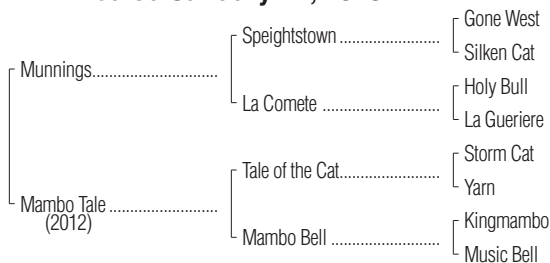 Speightstown
Gone West
Silken Cat
Munnings
La Comete
Holy Bull
La Gueriere
Tale of the Cat
Storm Cat
Yarn
Mambo Tale
(2012)
Mambo Bell
Kingmambo
Music Bell